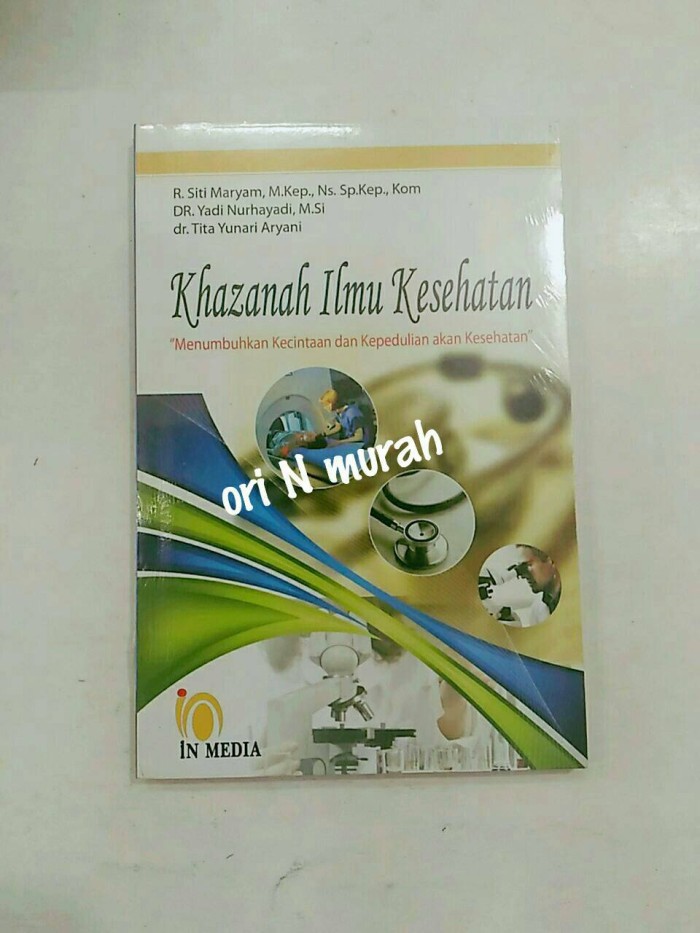 R. Siti Maryam, M.Kep., Ns. Sp.Kep., Kom
DR. Yadi Nurhayadi, M.Si
dr. Tita Yunari Aryani
Khazanah Ilmu Kesehatan
"Menumbuhkan Kecintaan dan Kepedulian akan Kesehatan"
ori N murah
in
iN MEDIA